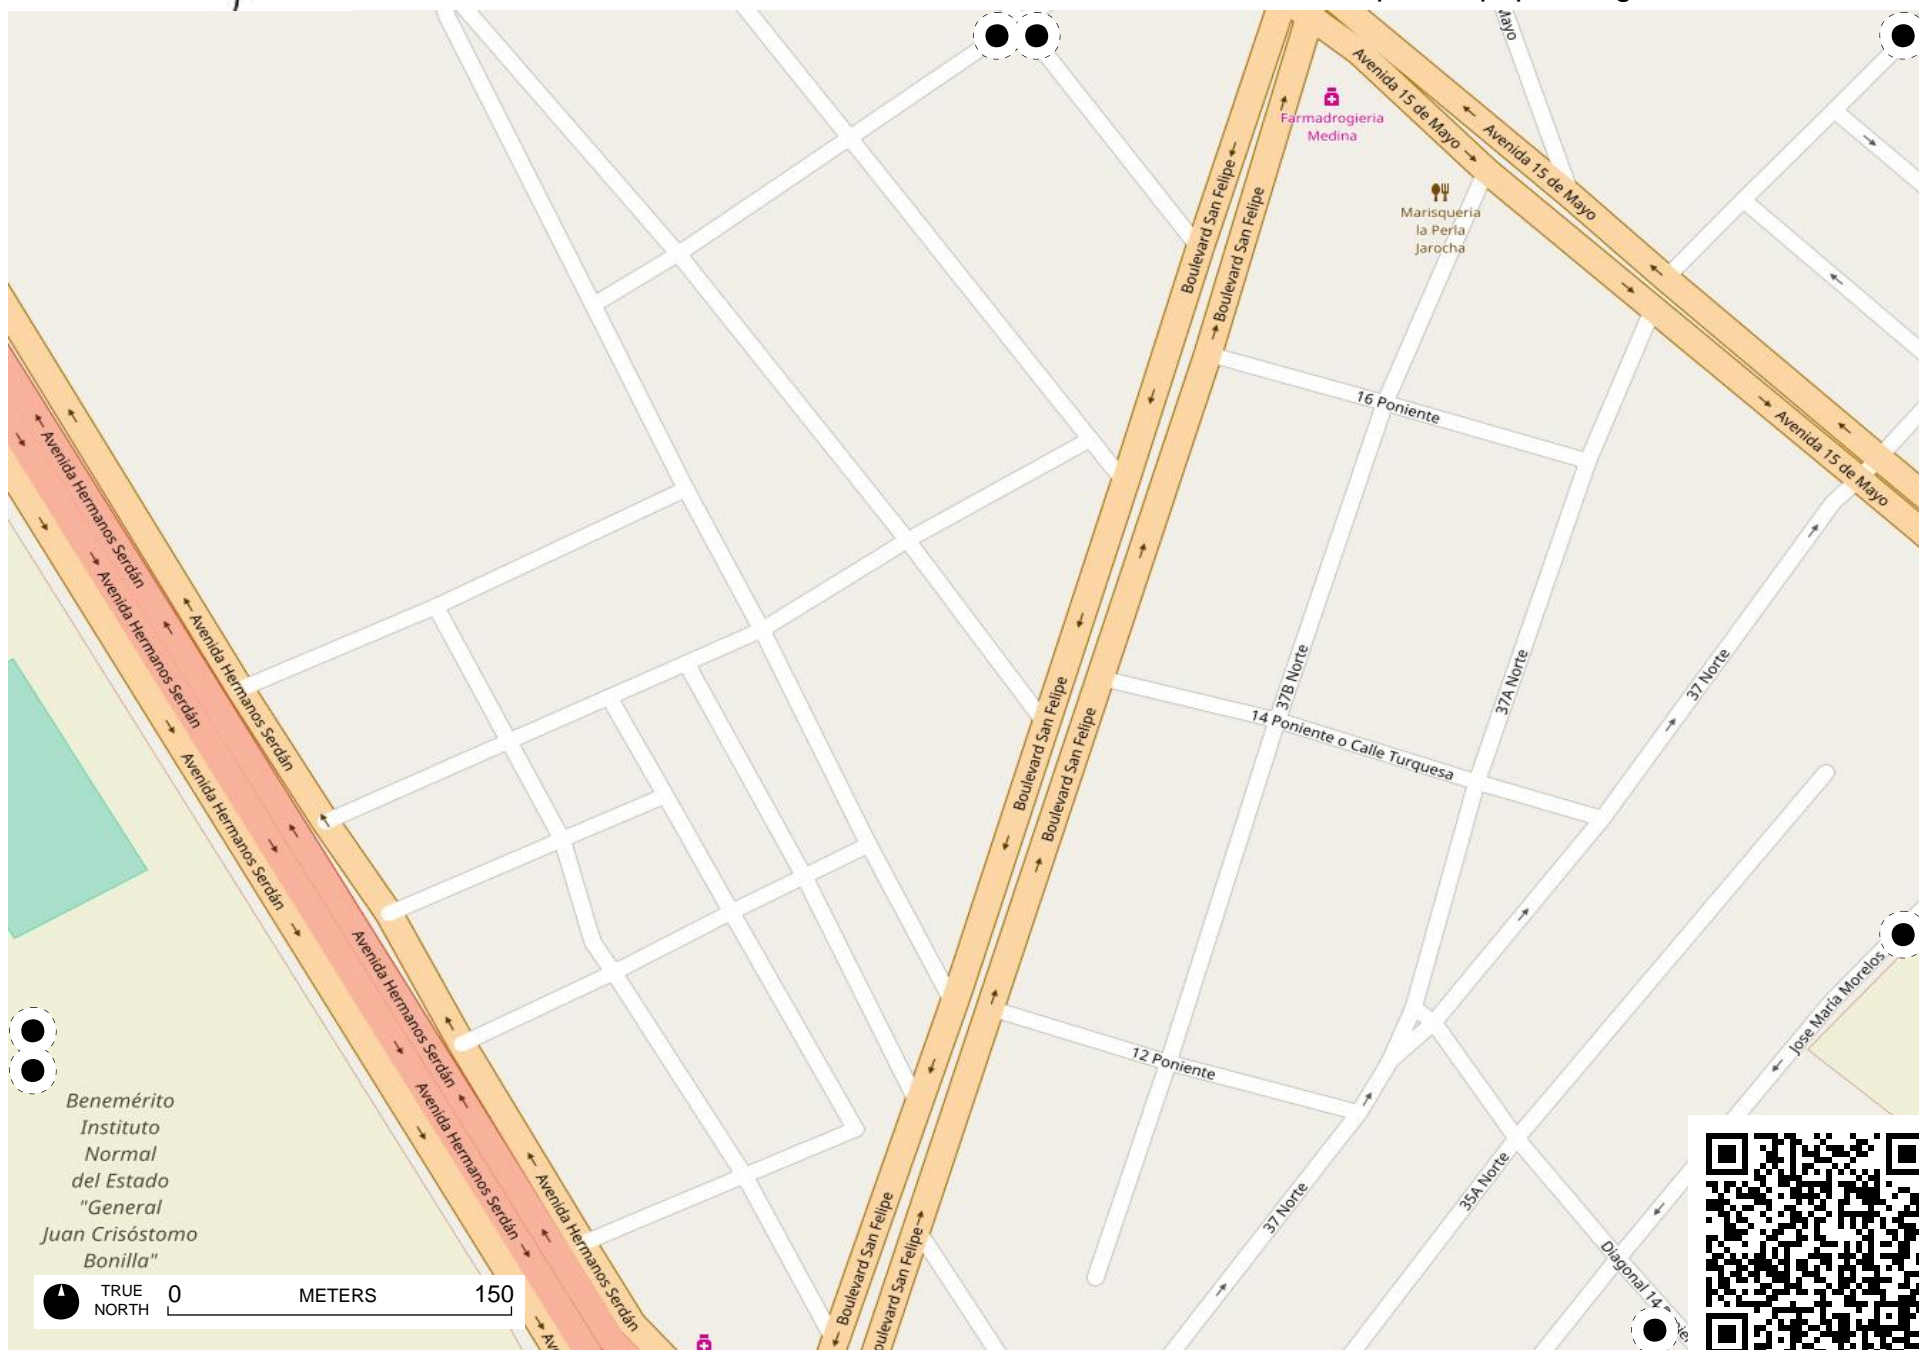 Avenida 15 de Mayo
Avenida 15 de Mayo
Avenida 15 de Mayo
Farmadrogieria
Medina
Marisqueria
la Perla
Jarocha
Boulevard San Felipe
Boulevard San Felipe
16 Poniente
Avenida Hermanos Serdán
Avenida Hermanos Serdán
Avenida Hermanos Serdán
Avenida Hermanos Serdán
37B Norte
37A Norte
37 Norte
14 Poniente o Calle Turquesa
Boulevard San Felipe
Boulevard San Felipe
Avenida Hermanos Serdán
Avenida Hermanos Serdán
Avenida Hermanos Serdán
12 Poniente
Jose María Morelos
35A Norte
37 Norte
Boulevard San Felipe
Boulevard San Felipe
Diagonal 14
Benemérito
Instituto
Normal
del Estado
"General
Juan Crisóstomo
Bonilla"
TRUE
NORTH
0 METERS 150